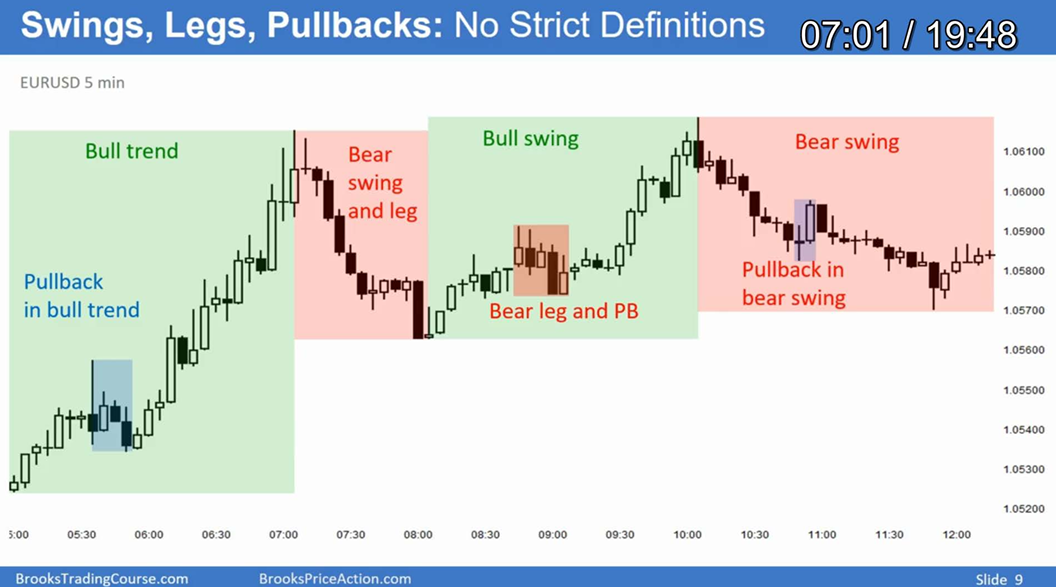 Swings, Legs, Pullbacks: No Strict Definitions
07:01 / 19:48
EURUSD 5 min
Bull trend
Bear
swing
and leg
Bull swing
Bear swing
Pullback
in bull trend
Bear leg and PB
Pullback in
bear swing
1.06100
1.06000
1.05900
1.05800
1.05700
1.05600
1.05500
1.05400
1.05300
1.05200
5:00 05:30 06:00 06:30 07:00 07:30 08:00 08:30 09:00 09:30 10:00 10:30 11:00 11:30 12:00
BrooksTradingCourse.com BrooksPriceAction.com Slide 9